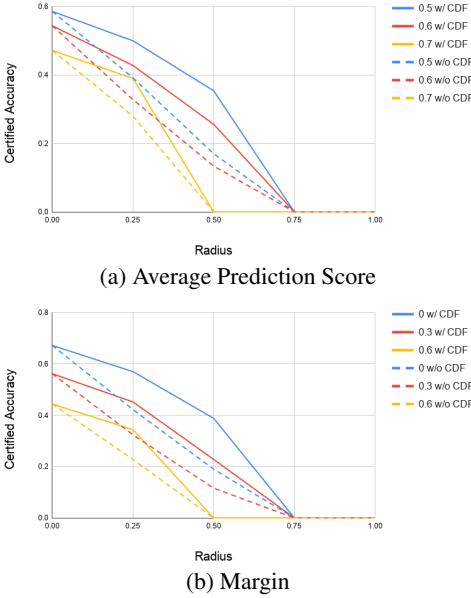 0.6
0.4
0.2
0.0
Certified Accuracy
0.00
0.25
0.50
0.75
1.00
Radius
0.5 w/ CDF
0.6 w/ CDF
0.7 w/ CDF
0.5 w/o CDF
0.6 w/o CDF
0.7 w/o CDF
(a) Average Prediction Score
0.8
0.6
0.4
0.2
0.0
Certified Accuracy
0.00
0.25
0.50
0.75
1.00
Radius
0 w/ CDF
0.3 w/ CDF
0.6 w/ CDF
0 w/o CDF
0.3 w/o CDF
0.6 w/o CDF
(b) Margin